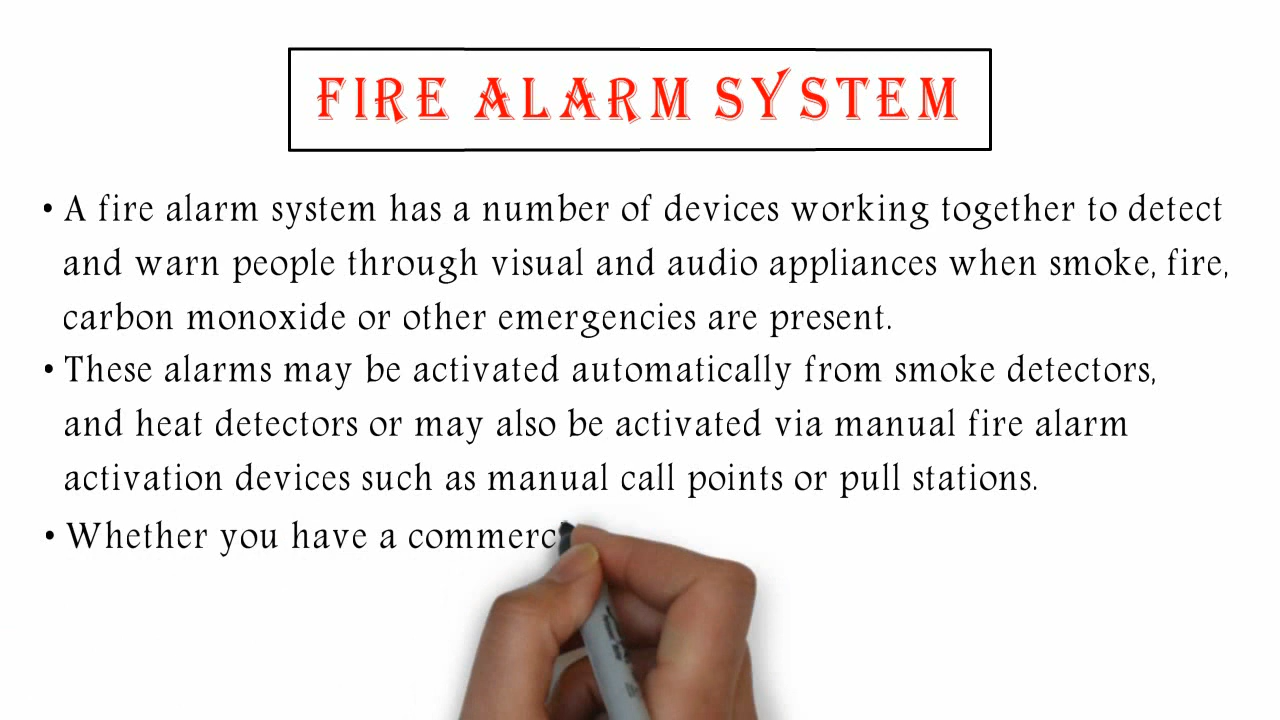 FIRE ALARM SYSTEM
• A fire alarm system has a number of devices working together to detect
and warn people through visual and audio appliances when smoke, fire,
carbon monoxide or other emergencies are present.
• These alarms may be activated automatically from smoke detectors,
and heat detectors or may also be activated via manual fire alarm
activation devices such as manual call points or pull stations.
• Whether you have a commerc